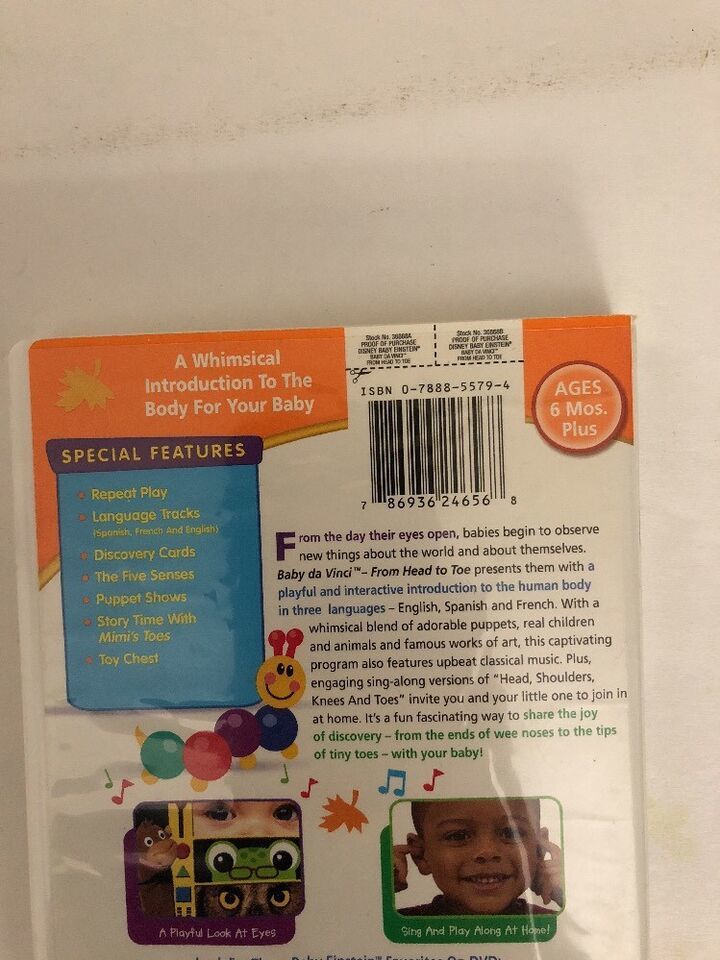 Stock No. 36868A
PROOF OF PURCHASE
DISNEY BABY EINSTEIN™
BABY DA VINCI™
FROM HEAD TO TOE
Stock No. 36868B
PROOF OF PURCHASE
DISNEY BABY EINSTEIN™
BABY DA VINCI™
FROM HEAD TO TOE
A Whimsical
Introduction To The
Body For Your Baby
ISBN 0-7888-5579-4
7 86936 24656 8
AGES
6 Mos.
Plus
SPECIAL FEATURES
Repeat Play
Language Tracks
(Spanish, French And English)
Discovery Cards
The Five Senses
Puppet Shows
Story Time With
Mimi's Toes
Toy Chest
From the day their eyes open, babies begin to observe
new things about the world and about themselves.
Baby da Vinci™– From Head to Toe presents them with a
playful and interactive introduction to the human body
in three languages – English, Spanish and French. With a
whimsical blend of adorable puppets, real children
and animals and famous works of art, this captivating
program also features upbeat classical music. Plus,
engaging sing-along versions of "Head, Shoulders,
Knees And Toes" invite you and your little one to join in
at home. It's a fun fascinating way to share the joy
of discovery – from the ends of wee noses to the tips
of tiny toes – with your baby!
A Playful Look At Eyes
Sing And Play Along At Home!
Baby Einstein™ Favorites On DVD: